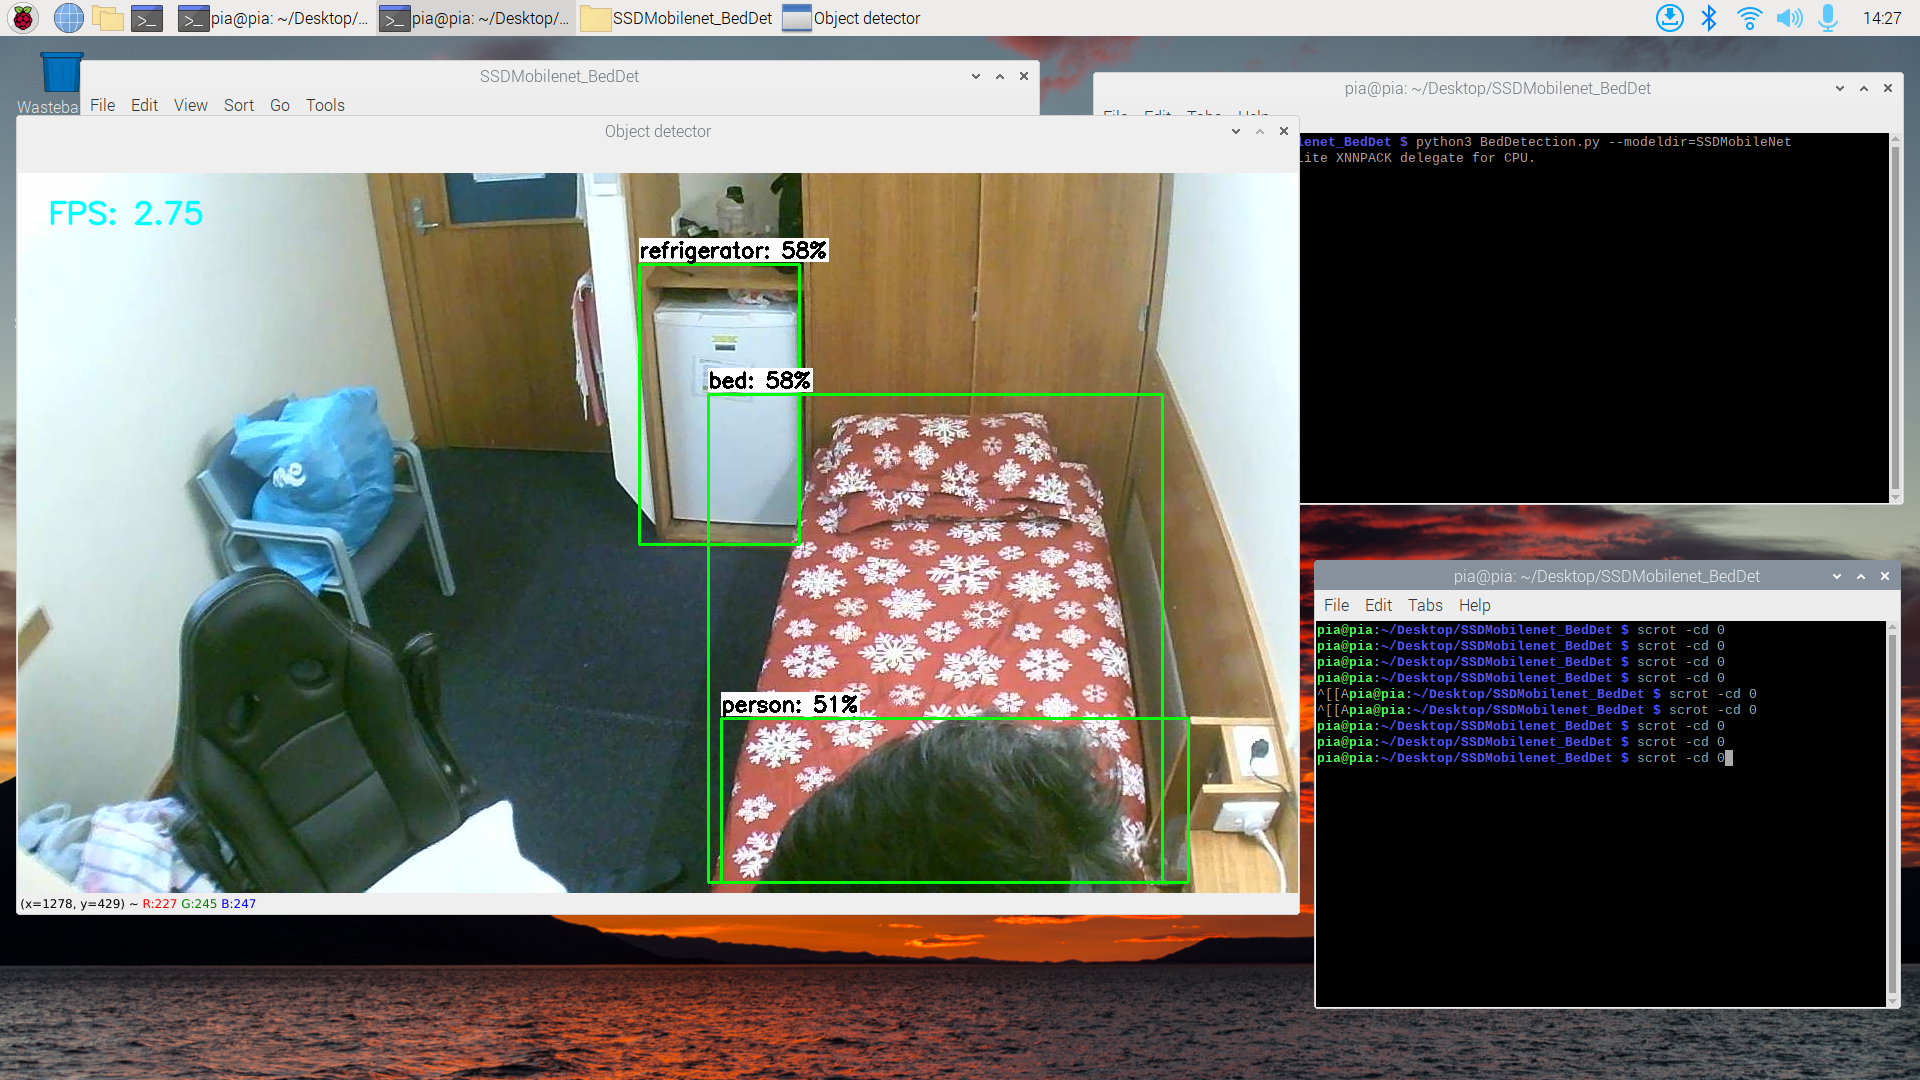 pia@pia: ~/Desktop/...
pia@pia: ~/Desktop/...
SSDMobilenet_BedDet
Object detector
14:27
Wasteba
SSDMobilenet_BedDet
File Edit View Sort Go Tools
pia@pia: ~/Desktop/SSDMobilenet_BedDet
File Edit Tabs Help
lenet_BedDet $ python3 BedDetection.py --modeldir=SSDMobileNet
Lite XNNPACK delegate for CPU.
Object detector
FPS: 2.75
refrigerator: 58%
bed: 58%
person: 51%
(x=1278, y=429) ~ R:227 G:245 B:247
pia@pia: ~/Desktop/SSDMobilenet_BedDet
File Edit Tabs Help
pia@pia:~/Desktop/SSDMobilenet_BedDet $ scrot -cd 0
pia@pia:~/Desktop/SSDMobilenet_BedDet $ scrot -cd 0
pia@pia:~/Desktop/SSDMobilenet_BedDet $ scrot -cd 0
pia@pia:~/Desktop/SSDMobilenet_BedDet $ scrot -cd 0
^[[Apia@pia:~/Desktop/SSDMobilenet_BedDet $ scrot -cd 0
^[[Apia@pia:~/Desktop/SSDMobilenet_BedDet $ scrot -cd 0
pia@pia:~/Desktop/SSDMobilenet_BedDet $ scrot -cd 0
pia@pia:~/Desktop/SSDMobilenet_BedDet $ scrot -cd 0
pia@pia:~/Desktop/SSDMobilenet_BedDet $ scrot -cd 0